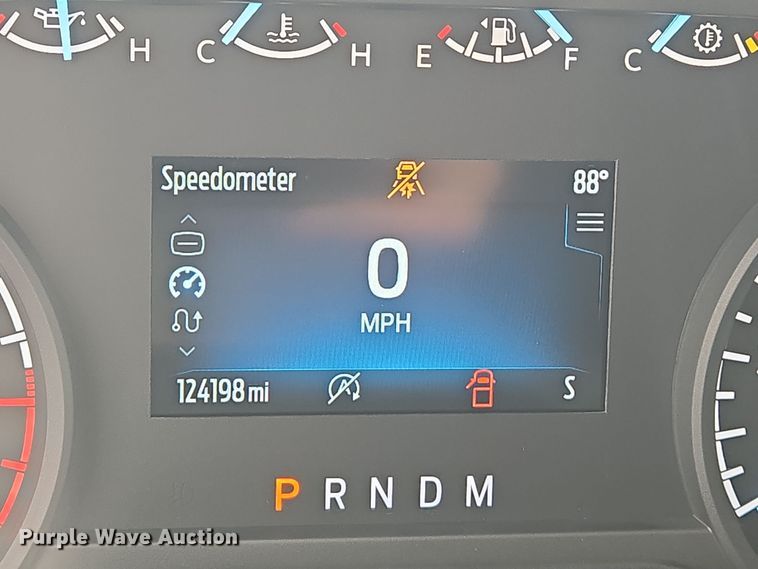 H C H E F C
Speedometer 88°
0
MPH
124198 mi S
P R N D M
Purple Wave Auction